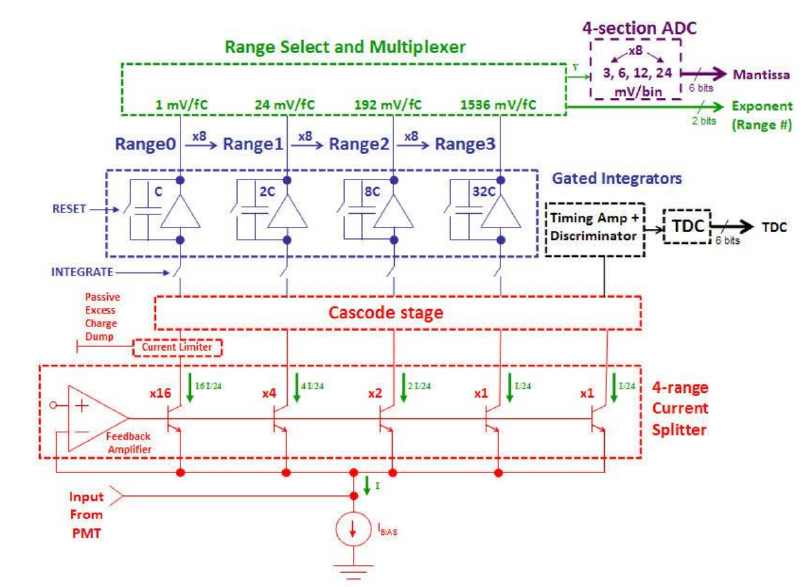 4-section ADC
Range Select and Multiplexer
x8
V
3, 6, 12, 24
mV/bin
6 bits
Mantissa
1 mV/fC
24 mV/fC
192 mV/fC
1536 mV/fC
2 bits
Exponent
(Range #)
Range0 x8 Range1 x8 Range2 x8 Range3
Gated Integrators
C
2C
8C
32C
RESET
Timing Amp +
Discriminator
TDC
6 bits
TDC
INTEGRATE
Passive
Excess
Charge
Dump
Cascode stage
Current Limiter
x16
16 I/24
x4
4 I/24
x2
2 I/24
x1
I/24
x1
I/24
4-range
Current
Splitter
+
−
Feedback
Amplifier
I
Input
From
PMT
IBIAS